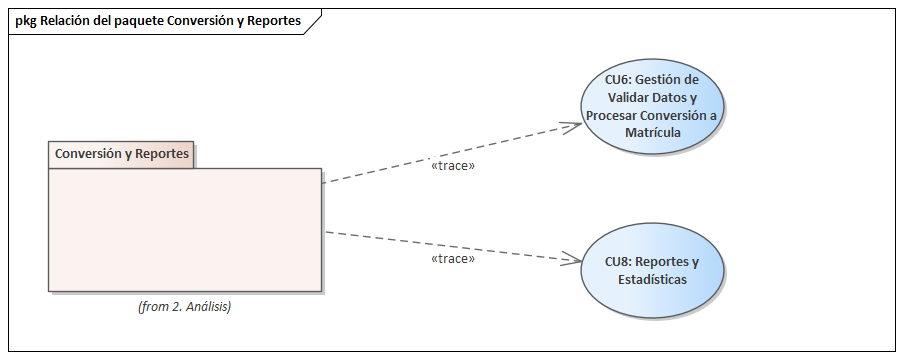 pkg Relación del paquete Conversión y Reportes
CU6: Gestión de
Validar Datos y
Procesar Conversión a
Matrícula
Conversión y Reportes
«trace»
«trace»
CU8: Reportes y
Estadísticas
(from 2. Análisis)